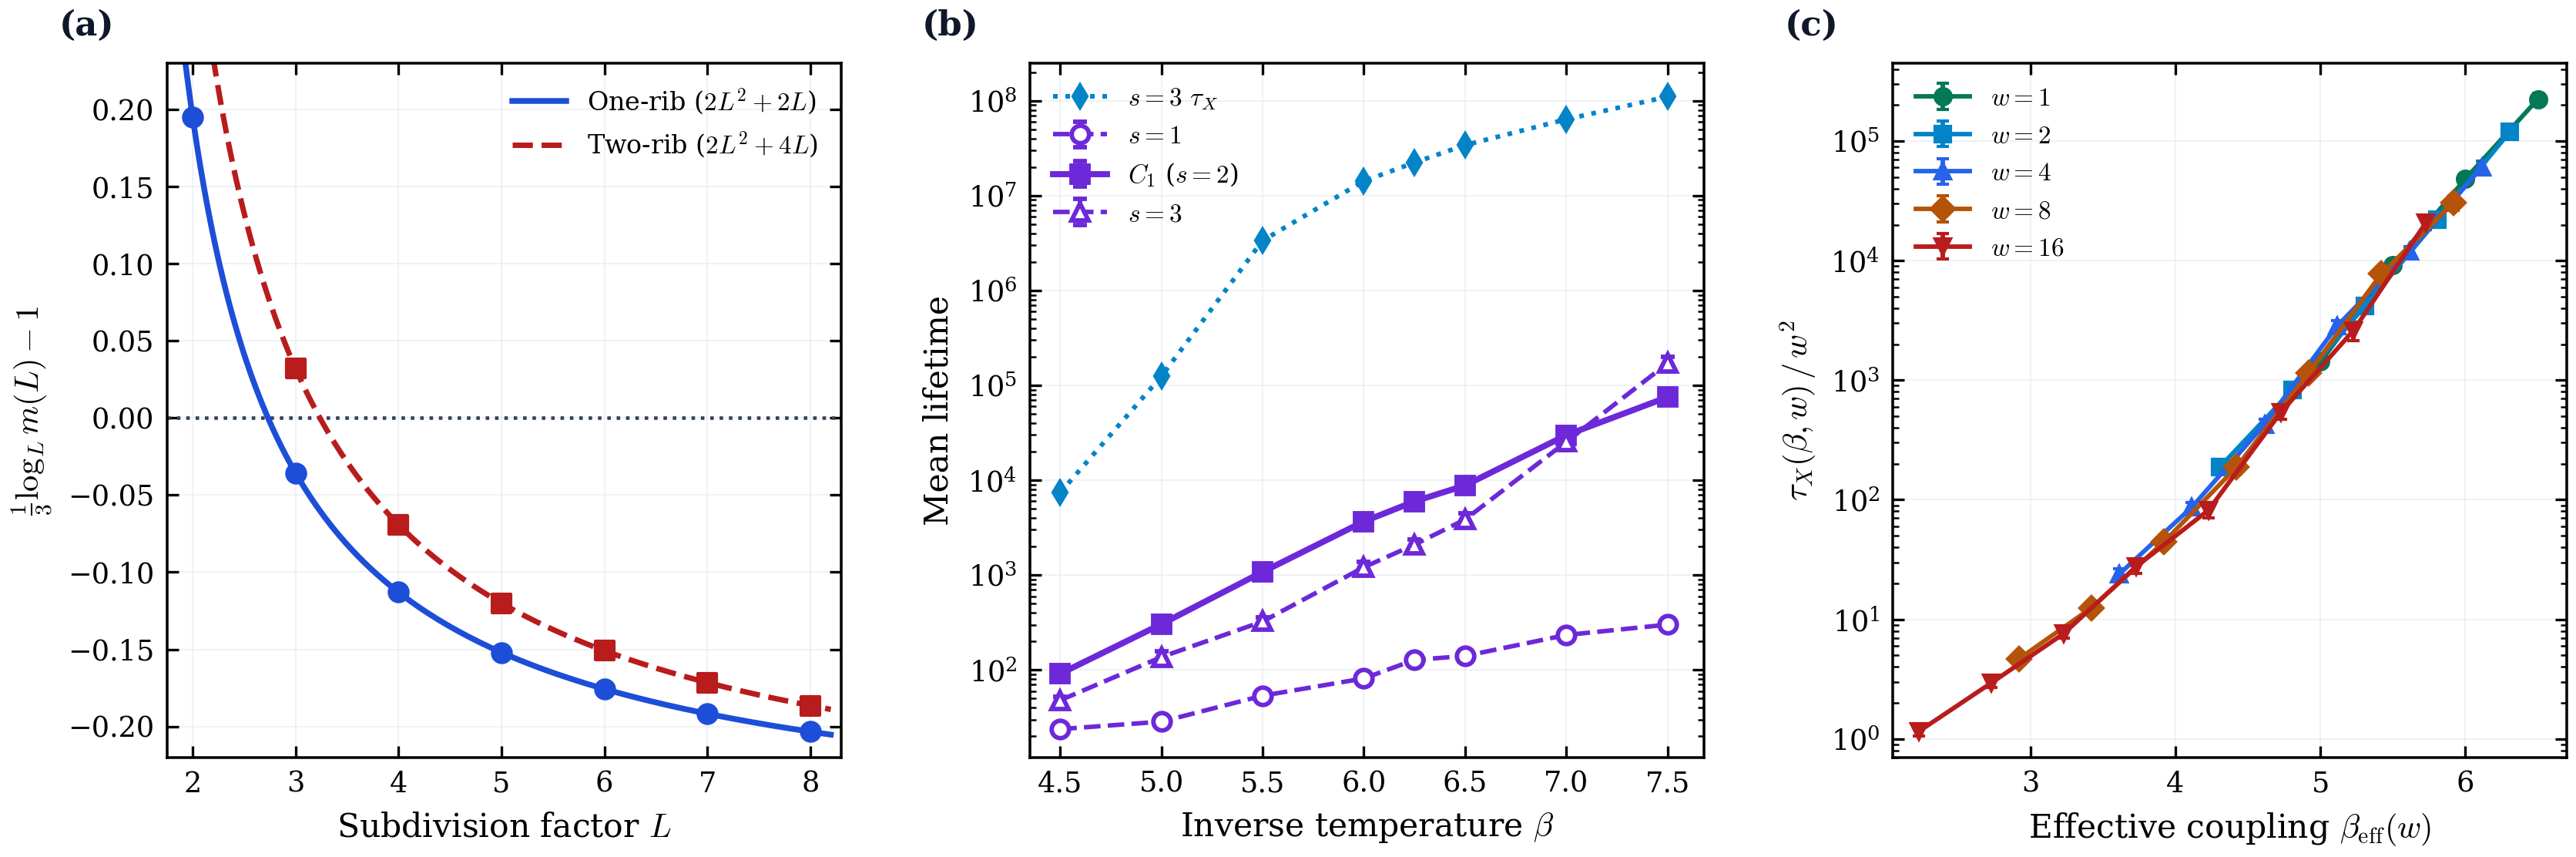 (a)
1/3 log_L m(L) − 1
0.20
0.15
0.10
0.05
0.00
−0.05
−0.10
−0.15
−0.20
One-rib (2L² + 2L)
Two-rib (2L² + 4L)
2 3 4 5 6 7 8
Subdivision factor L
(b)
Mean lifetime
10⁸
10⁷
10⁶
10⁵
10⁴
10³
10²
s = 3 τ_X
s = 1
C₁ (s = 2)
s = 3
4.5 5.0 5.5 6.0 6.5 7.0 7.5
Inverse temperature β
(c)
τ_X(β, w) / w²
10⁵
10⁴
10³
10²
10¹
10⁰
w = 1
w = 2
w = 4
w = 8
w = 16
3 4 5 6
Effective coupling β_eff(w)